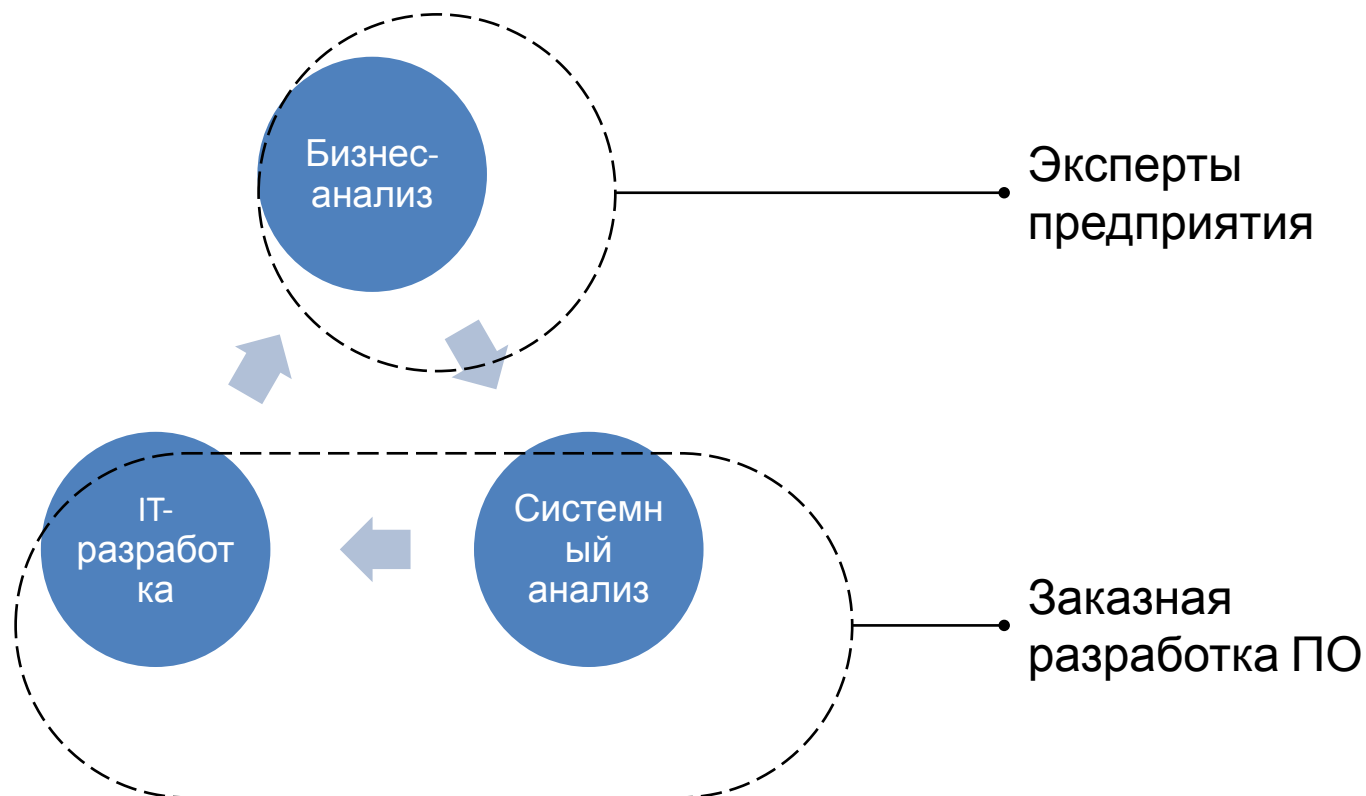 Бизнес-
анализ
Эксперты
предприятия
IT-
разработ
ка
Системн
ый
анализ
Заказная
разработка ПО